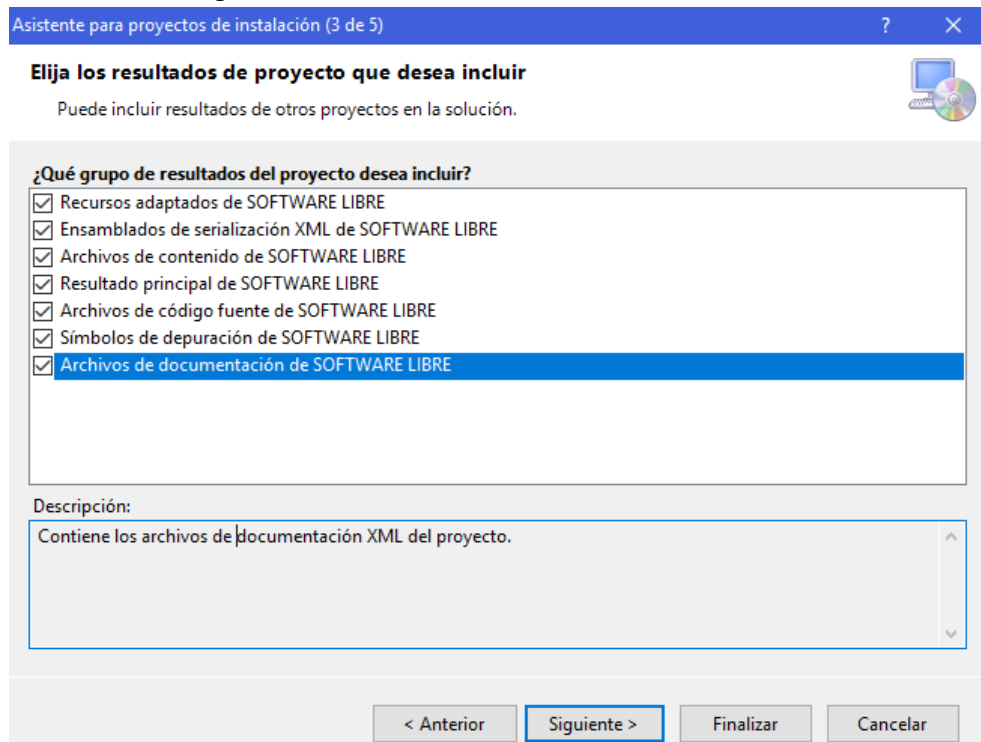 Asistente para proyectos de instalación (3 de 5)
Elija los resultados de proyecto que desea incluir
Puede incluir resultados de otros proyectos en la solución.
¿Qué grupo de resultados del proyecto desea incluir?
Recursos adaptados de SOFTWARE LIBRE
Ensamblados de serialización XML de SOFTWARE LIBRE
Archivos de contenido de SOFTWARE LIBRE
Resultado principal de SOFTWARE LIBRE
Archivos de código fuente de SOFTWARE LIBRE
Símbolos de depuración de SOFTWARE LIBRE
Archivos de documentación de SOFTWARE LIBRE
Descripción:
Contiene los archivos de documentación XML del proyecto.
< Anterior Siguiente > Finalizar Cancelar